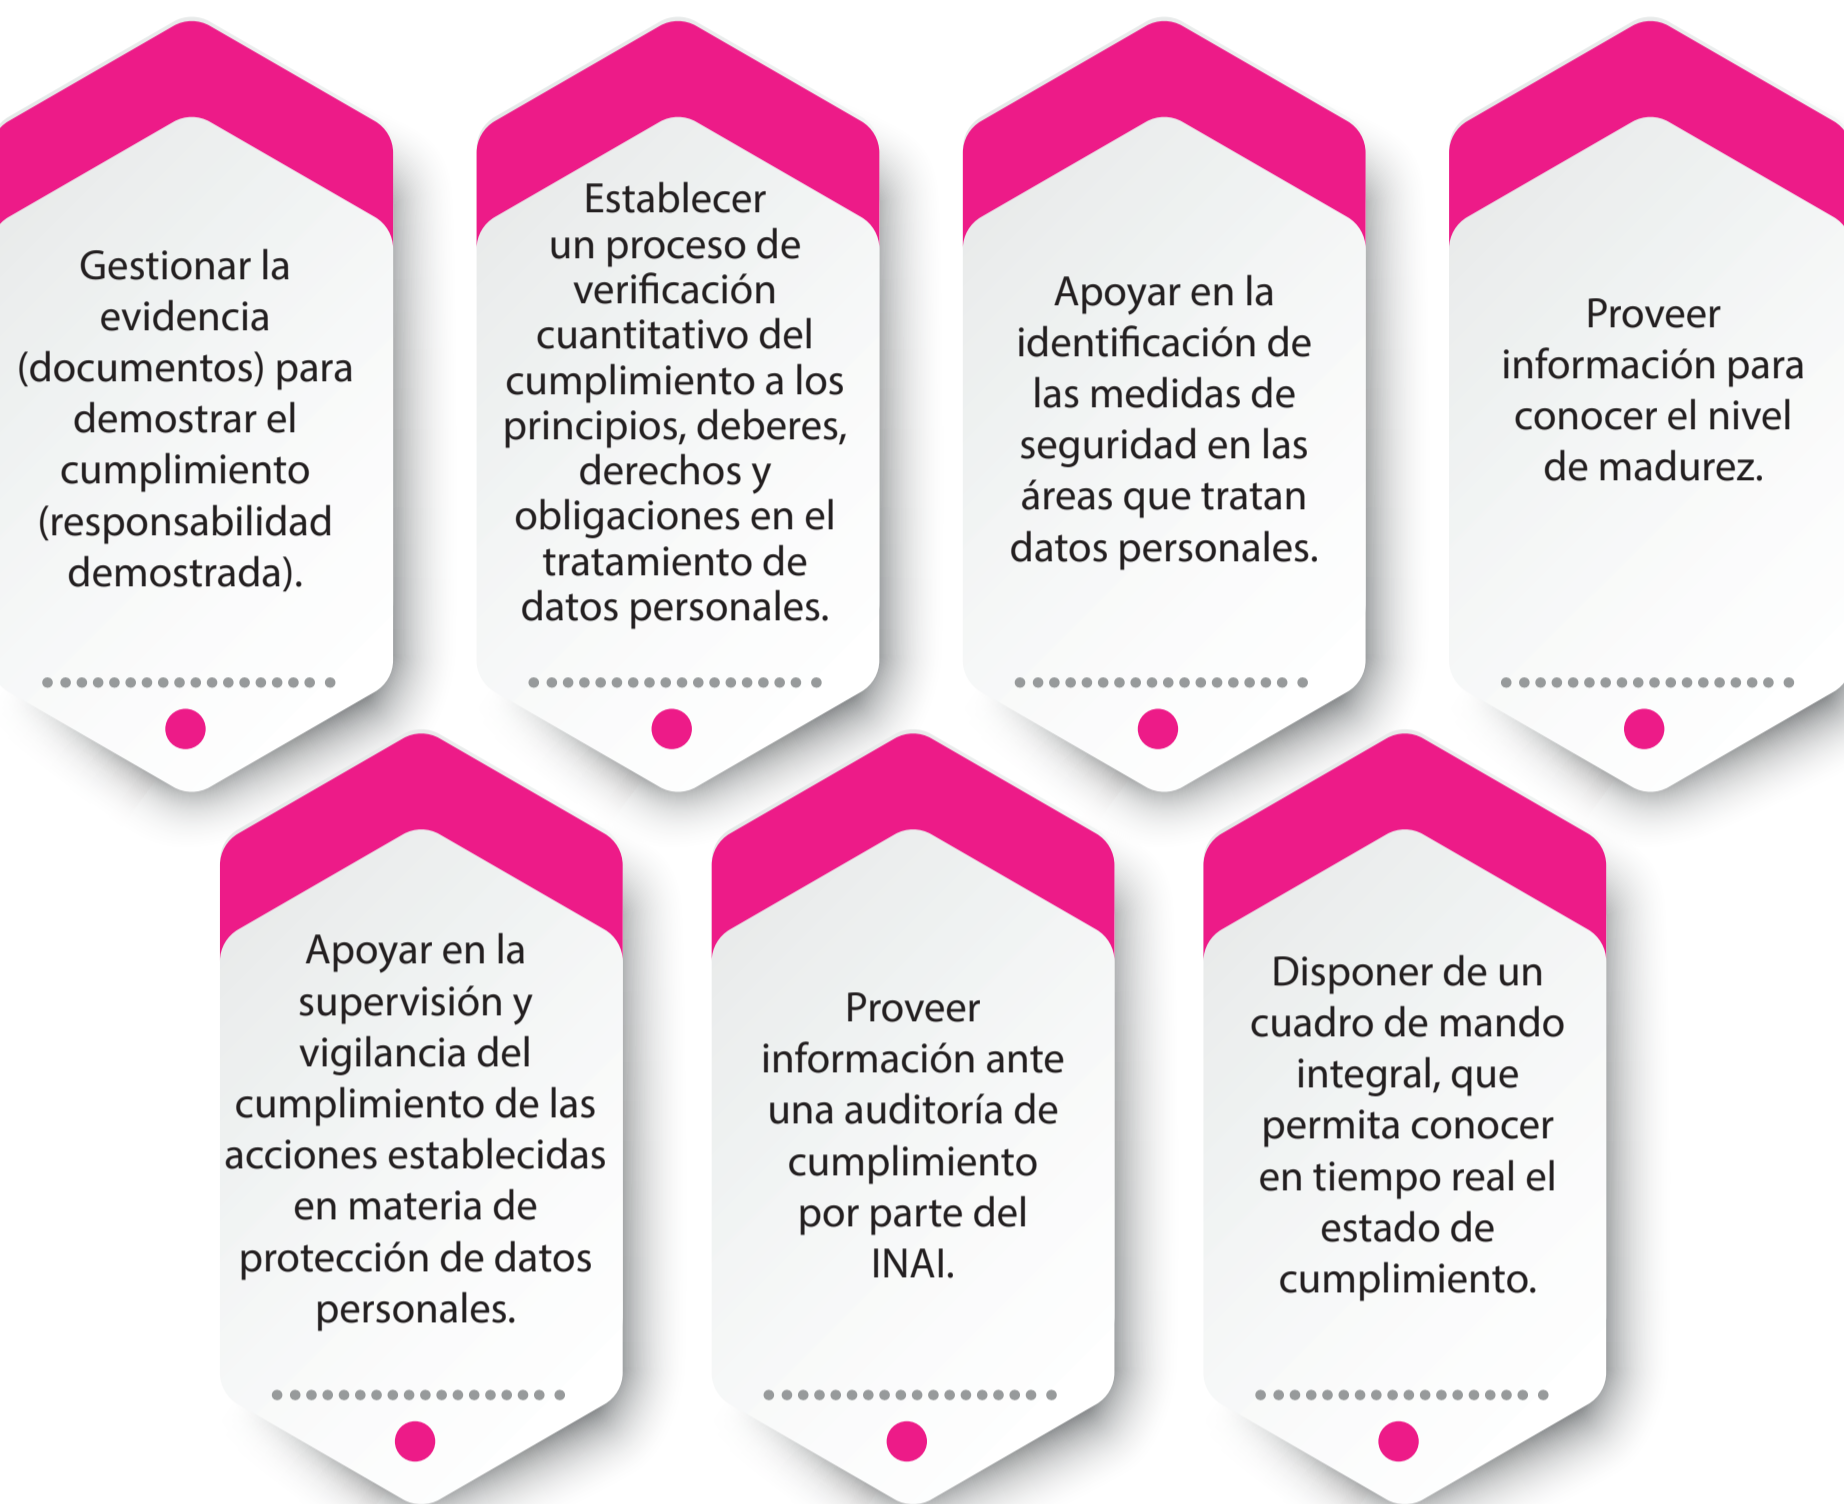 Gestionar la
evidencia
(documentos) para
demostrar el
cumplimiento
(responsabilidad
demostrada).
Establecer
un proceso de
verificación
cuantitativo del
cumplimiento a los
principios, deberes,
derechos y
obligaciones en el
tratamiento de
datos personales.
Apoyar en la
identificación de
las medidas de
seguridad en las
áreas que tratan
datos personales.
Proveer
información para
conocer el nivel
de madurez.
Apoyar en la
supervisión y
vigilancia del
cumplimiento de las
acciones establecidas
en materia de
protección de datos
personales.
Proveer
información ante
una auditoría de
cumplimiento
por parte del
INAI.
Disponer de un
cuadro de mando
integral, que
permita conocer
en tiempo real el
estado de
cumplimiento.